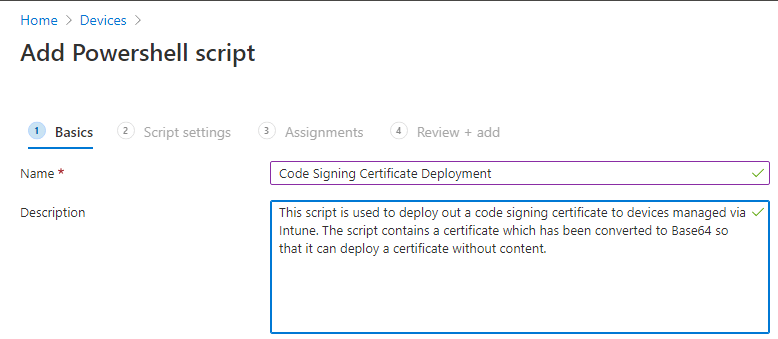 Home > Devices >
Add Powershell script
1 Basics 2 Script settings 3 Assignments 4 Review + add
Name * Code Signing Certificate Deployment
Description This script is used to deploy out a code signing certificate to devices managed via
Intune. The script contains a certificate which has been converted to Base64 so
that it can deploy a certificate without content.